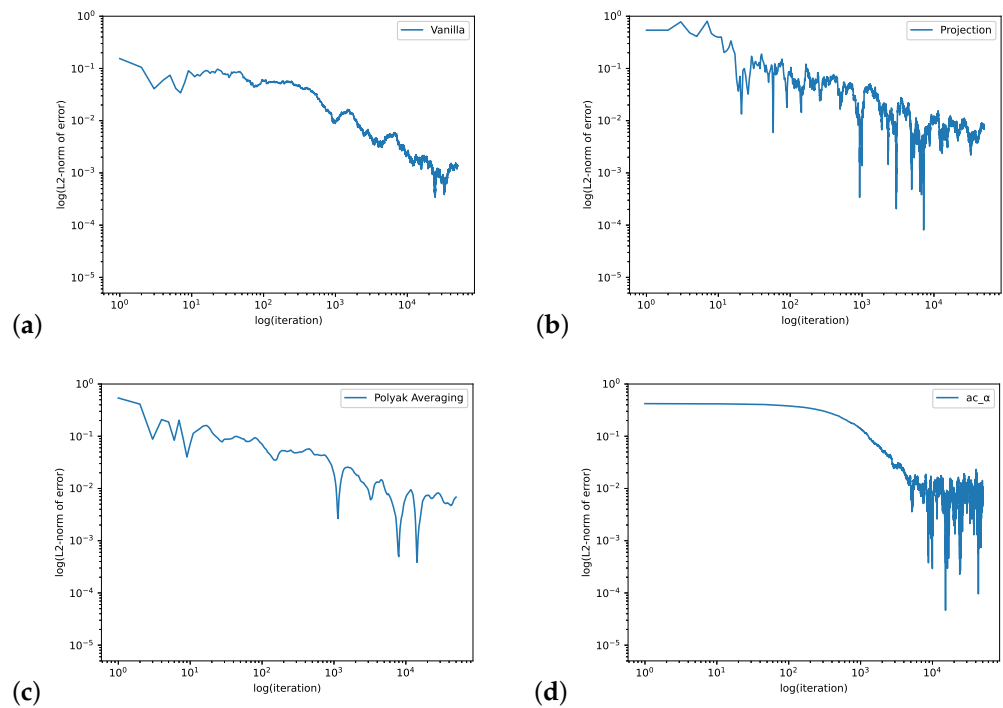 10⁰
Vanilla
10⁻¹
10⁻²
10⁻³
10⁻⁴
10⁻⁵
log(L2-norm of error)
10⁰ 10¹ 10² 10³ 10⁴
log(iteration)
(a)
10⁰
Projection
10⁻¹
10⁻²
10⁻³
10⁻⁴
10⁻⁵
log(L2-norm of error)
10⁰ 10¹ 10² 10³ 10⁴
log(iteration)
(b)
10⁰
Polyak Averaging
10⁻¹
10⁻²
10⁻³
10⁻⁴
10⁻⁵
log(L2-norm of error)
10⁰ 10¹ 10² 10³ 10⁴
log(iteration)
(c)
10⁰
ac_α
10⁻¹
10⁻²
10⁻³
10⁻⁴
10⁻⁵
log(L2-norm of error)
10⁰ 10¹ 10² 10³ 10⁴
log(iteration)
(d)